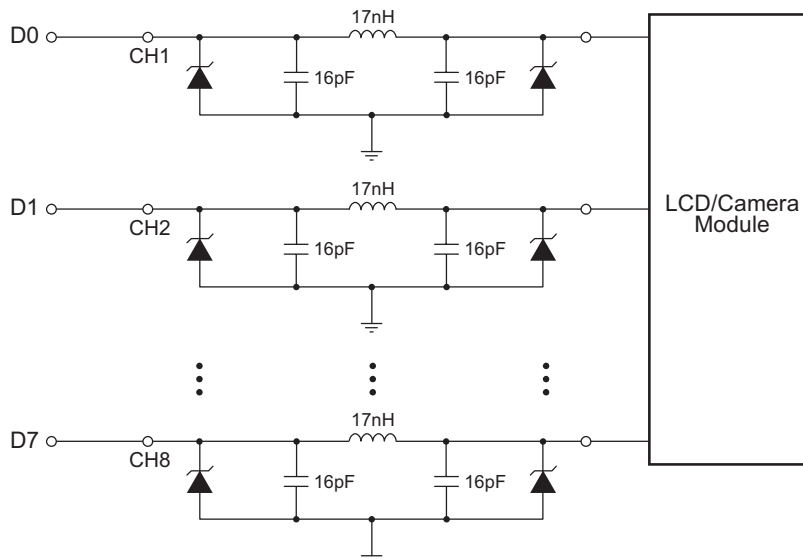 17nH
D0
CH1
16pF
16pF
17nH
D1
CH2
16pF
16pF
LCD/Camera
Module
17nH
D7
CH8
16pF
16pF